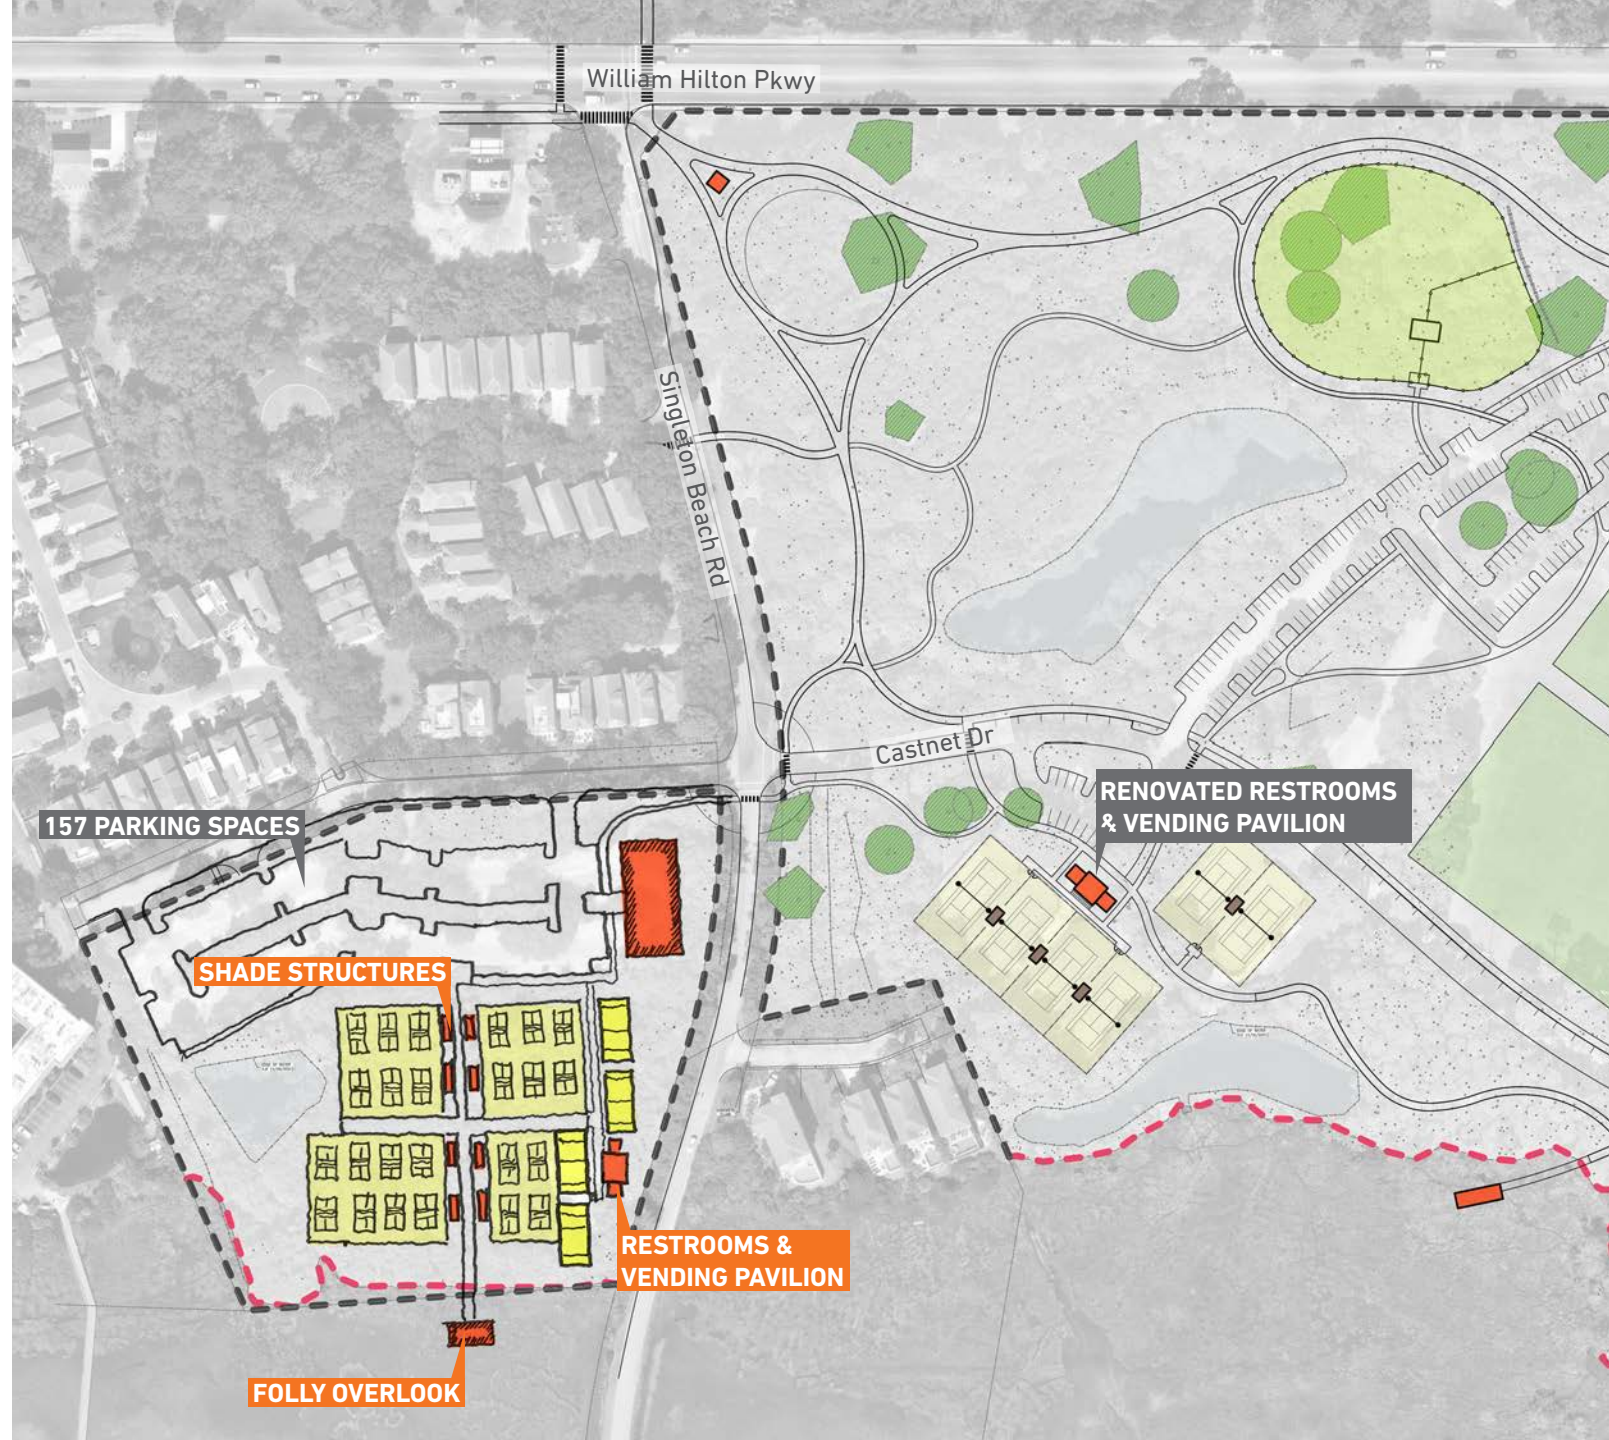 William Hilton Pkwy
Singleton Beach Rd
Castnet Dr
RENOVATED RESTROOMS
& VENDING PAVILION
157 PARKING SPACES
SHADE STRUCTURES
RESTROOMS &
VENDING PAVILION
FOLLY OVERLOOK